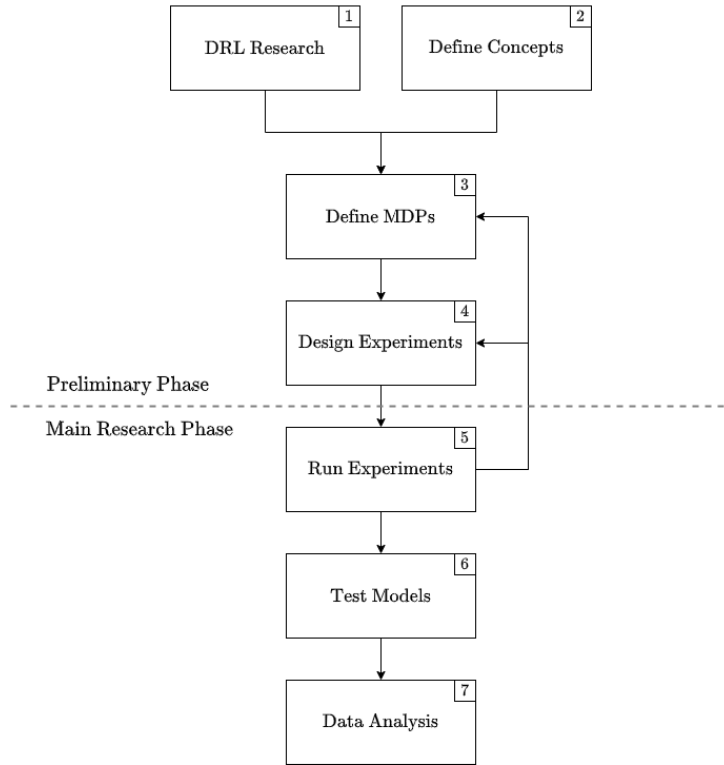 1
DRL Research
2
Define Concepts
3
Define MDPs
4
Design Experiments
Preliminary Phase
Main Research Phase
5
Run Experiments
6
Test Models
7
Data Analysis